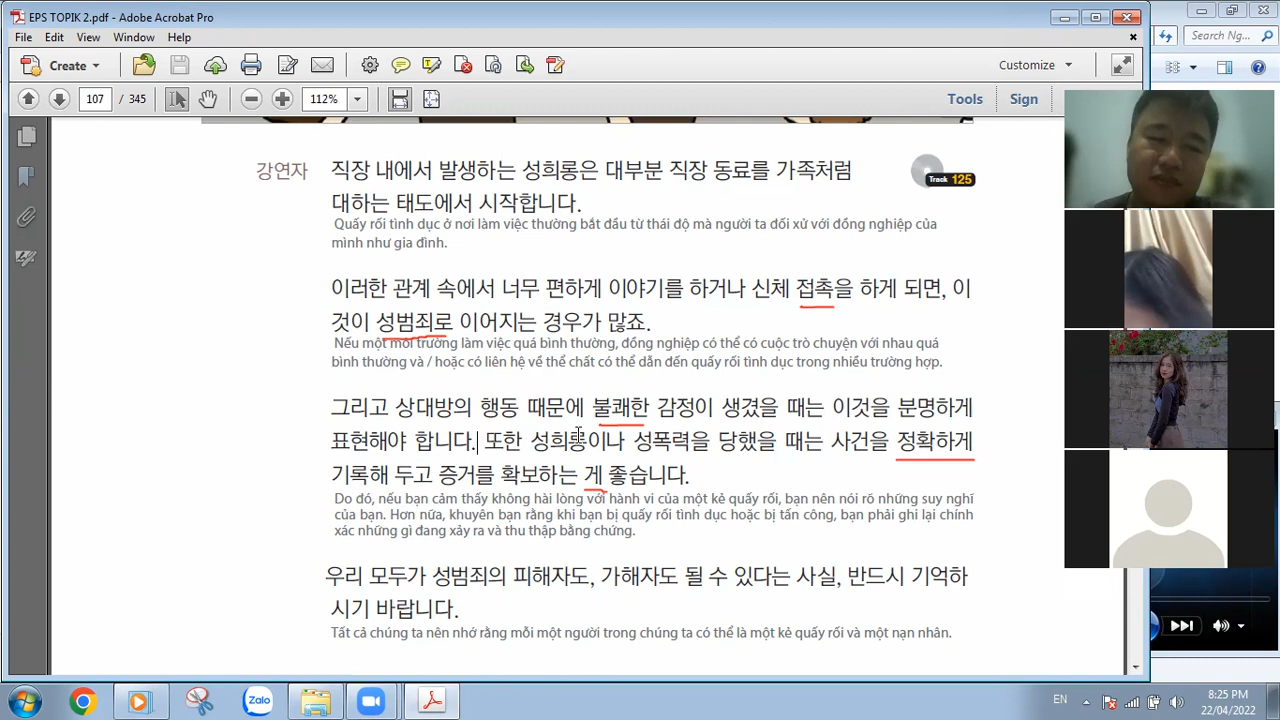 EPS TOPIK 2.pdf - Adobe Acrobat Pro
File Edit View Window Help
Create
Customize
107 / 345
112%
Tools
Sign
Search Ng...
강연자
직장 내에서 발생하는 성희롱은 대부분 직장 동료를 가족처럼
대하는 태도에서 시작합니다.
Track 125
Quấy rối tình dục ở nơi làm việc thường bắt đầu từ thái độ mà người ta đối xử với đồng nghiệp của
mình như gia đình.
이러한 관계 속에서 너무 편하게 이야기를 하거나 신체 접촉을 하게 되면, 이
것이 성범죄로 이어지는 경우가 많죠.
Nếu một môi trường làm việc quá bình thường, đồng nghiệp có thể có cuộc trò chuyện với nhau quá
bình thường và / hoặc có liên hệ về thể chất có thể dẫn đến quấy rối tình dục trong nhiều trường hợp.
그리고 상대방의 행동 때문에 불쾌한 감정이 생겼을 때는 이것을 분명하게
표현해야 합니다. 또한 성희롱이나 성폭력을 당했을 때는 사건을 정확하게
기록해 두고 증거를 확보하는 게 좋습니다.
Do đó, nếu bạn cảm thấy không hài lòng với hành vi của một kẻ quấy rối, bạn nên nói rõ những suy nghĩ
của bạn. Hơn nữa, khuyên bạn rằng khi bạn bị quấy rối tình dục hoặc bị tấn công, bạn phải ghi lại chính
xác những gì đang xảy ra và thu thập bằng chứng.
우리 모두가 성범죄의 피해자도, 가해자도 될 수 있다는 사실, 반드시 기억하
시기 바랍니다.
Tất cả chúng ta nên nhớ rằng mỗi một người trong chúng ta có thể là một kẻ quấy rối và một nạn nhân.
Zalo
EN
8:25 PM
22/04/2022